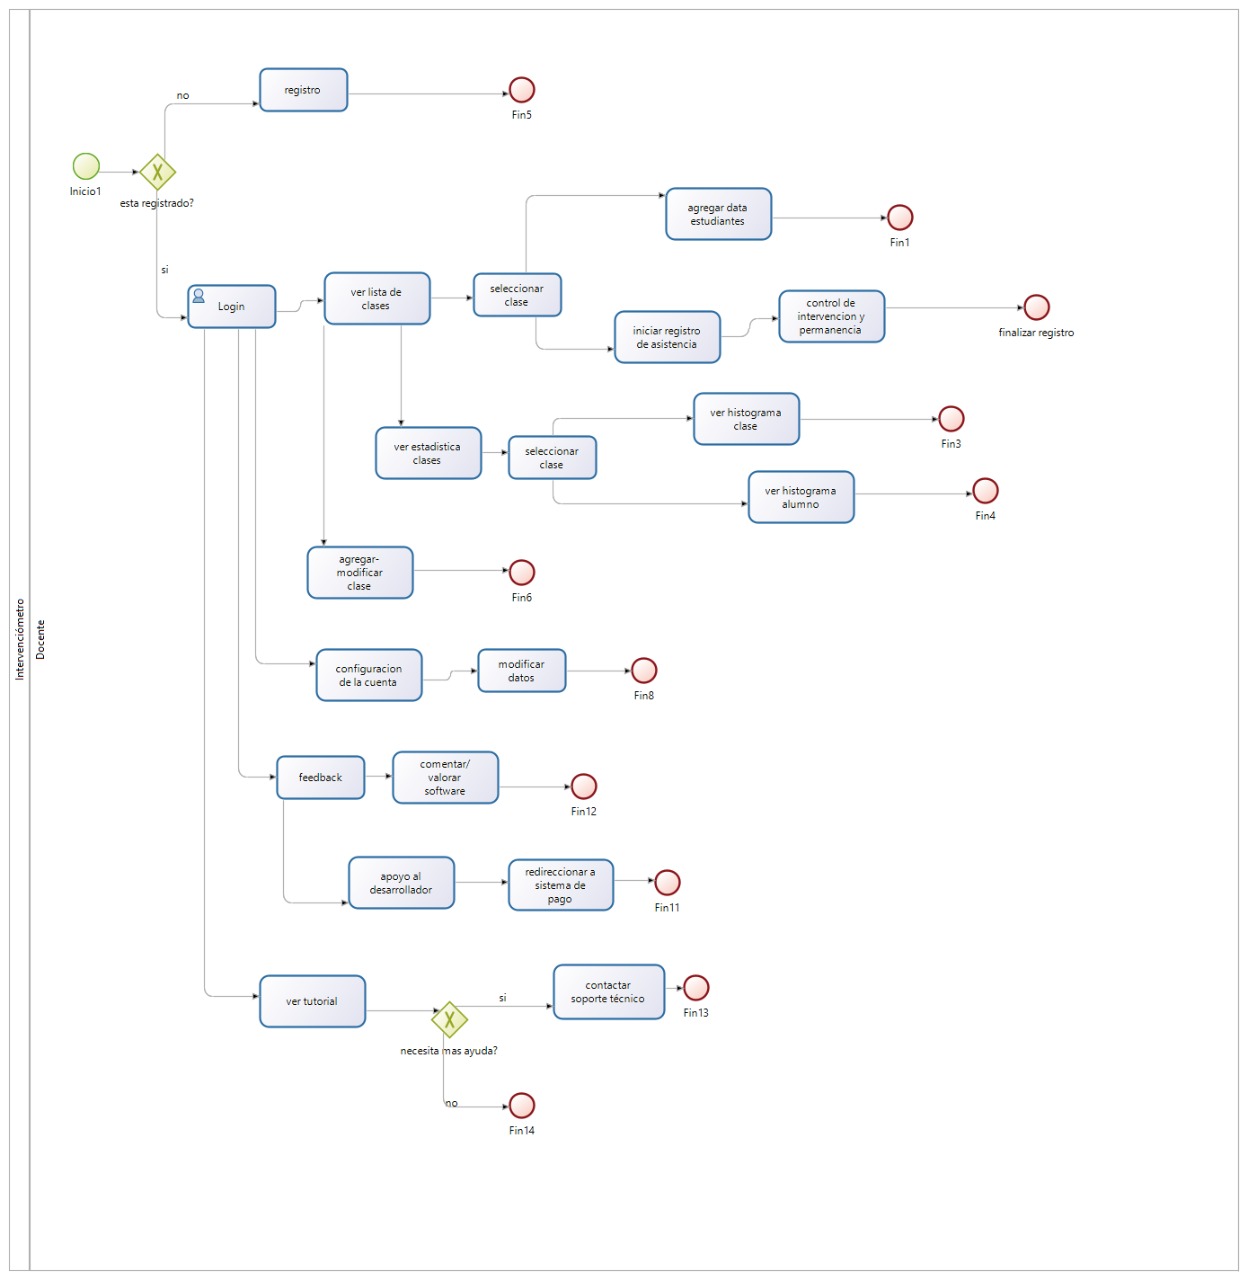 Intervenciómetro
Docente
no
registro
Fin5
Inicio1
esta registrado?
si
agregar data
estudiantes
Fin1
Login
ver lista de
clases
seleccionar
clase
iniciar registro
de asistencia
control de
intervencion y
permanencia
finalizar registro
ver estadistica
clases
seleccionar
clase
ver histograma
clase
Fin3
ver histograma
alumno
Fin4
agregar-
modificar
clase
Fin6
configuracion
de la cuenta
modificar
datos
Fin8
feedback
comentar/
valorar
software
Fin12
apoyo al
desarrollador
redireccionar a
sistema de
pago
Fin11
ver tutorial
necesita mas ayuda?
si
contactar
soporte técnico
Fin13
no
Fin14